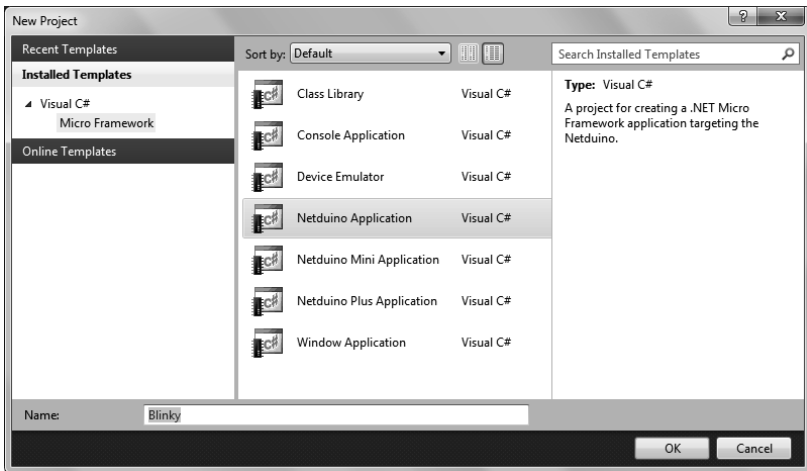 New Project
Recent Templates
Installed Templates
Visual C#
Micro Framework
Online Templates
Sort by: Default
Search Installed Templates
Class Library Visual C#
Console Application Visual C#
Device Emulator Visual C#
Netduino Application Visual C#
Netduino Mini Application Visual C#
Netduino Plus Application Visual C#
Window Application Visual C#
Type: Visual C#
A project for creating a .NET Micro
Framework application targeting the
Netduino.
Name: Blinky
OK Cancel